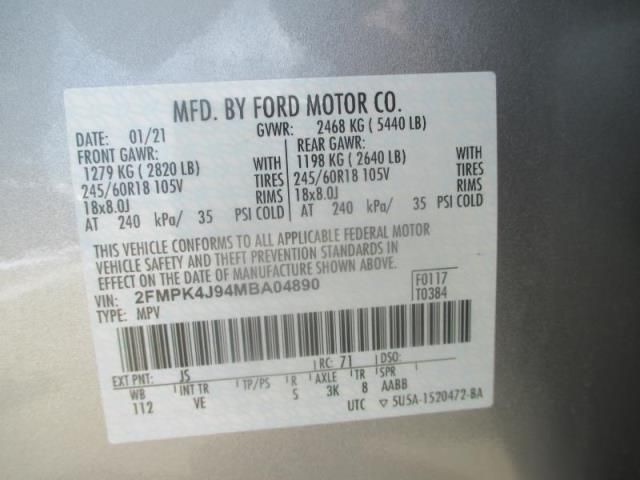 MFD. BY FORD MOTOR CO.
DATE: 01/21 GVWR: 2468 KG ( 5440 LB)
FRONT GAWR: REAR GAWR:
1279 KG ( 2820 LB) WITH 1198 KG ( 2640 LB) WITH
245/60R18 105V TIRES 245/60R18 105V TIRES
18x8.0J RIMS 18x8.0J RIMS
AT 240 kPa/ 35 PSI COLD AT 240 kPa/ 35 PSI COLD
THIS VEHICLE CONFORMS TO ALL APPLICABLE FEDERAL MOTOR
VEHICLE SAFETY AND THEFT PREVENTION STANDARDS IN
EFFECT ON THE DATE OF MANUFACTURE SHOWN ABOVE.
VIN: 2FMPK4J94MBA04890 F0117
TYPE: MPV T0384
EXT PNT: JS RC: 71 DSO:
WB INT TR TP/PS R AXLE TR SPR
112 VE S 3K 8 AABB
UTC ▽ 5U5A-1520472-BA